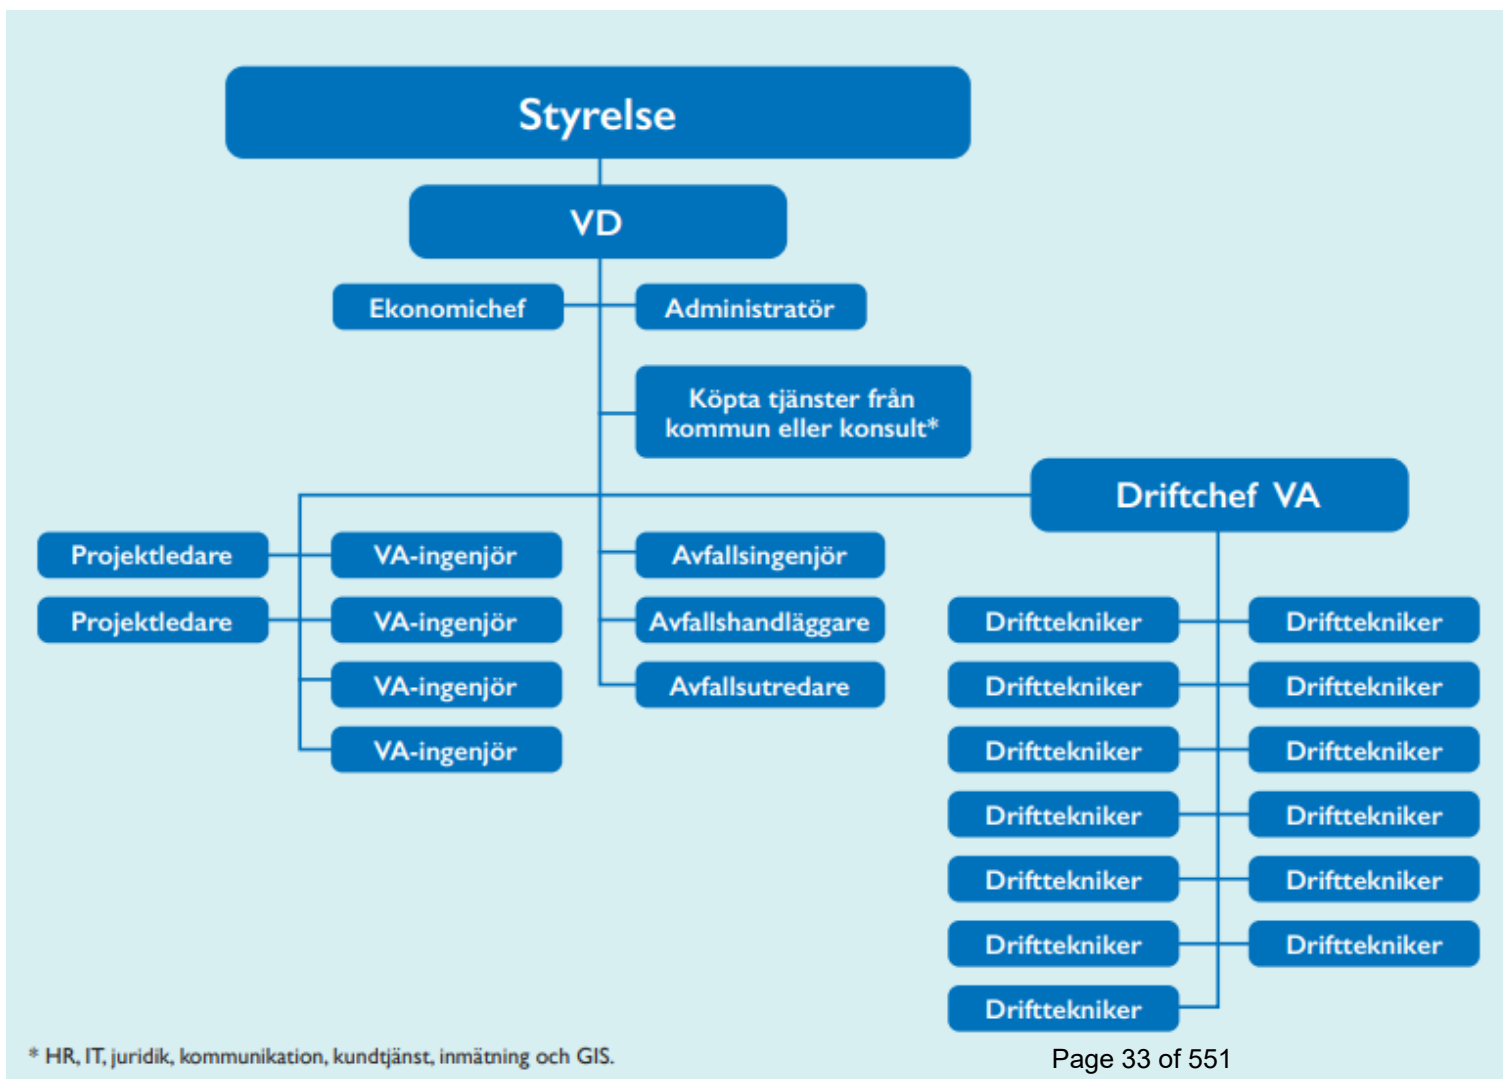 Styrelse
VD
Ekonomichef
Administratör
Köpta tjänster från
kommun eller konsult*
Driftchef VA
Projektledare
VA-ingenjör
Avfallsingenjör
Projektledare
VA-ingenjör
Avfallshandläggare
Drifttekniker
Drifttekniker
VA-ingenjör
Avfallsutredare
Drifttekniker
Drifttekniker
VA-ingenjör
Drifttekniker
Drifttekniker
Drifttekniker
Drifttekniker
Drifttekniker
Drifttekniker
Drifttekniker
Drifttekniker
Drifttekniker
* HR, IT, juridik, kommunikation, kundtjänst, inmätning och GIS.
Page 33 of 551